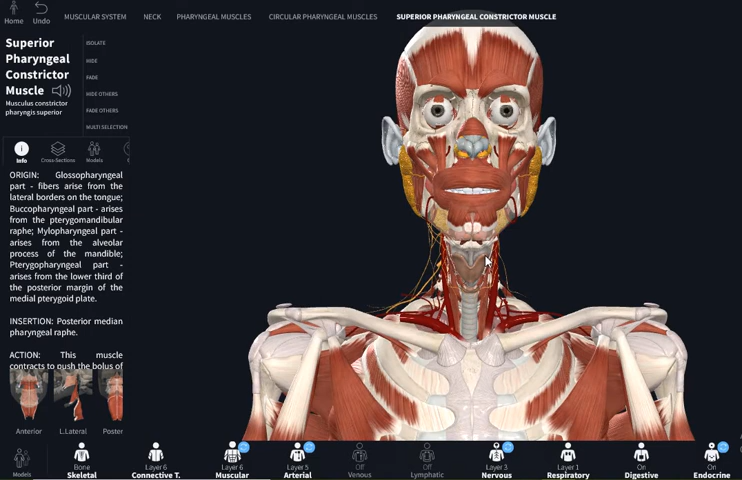 MUSCULAR SYSTEM NECK PHARYNGEAL MUSCLES CIRCULAR PHARYNGEAL MUSCLES SUPERIOR PHARYNGEAL CONSTRICTOR MUSCLE
Home Undo
Superior
Pharyngeal
Constrictor
Muscle
Musculus constrictor
pharyngis superior
ISOLATE
HIDE
FADE
HIDE OTHERS
FADE OTHERS
MULTI SELECTION
Info Cross-Sections Models
ORIGIN: Glossopharyngeal
part - fibers arise from the
lateral borders on the tongue;
Buccopharyngeal part - arises
from the pterygomandibular
raphe; Mylopharyngeal part -
arises from the alveolar
process of the mandible;
Pterygopharyngeal part -
arises from the lower third of
the posterior margin of the
medial pterygoid plate.
INSERTION: Posterior median
pharyngeal raphe.
ACTION: This muscle
contracts to push the bolus of
Anterior L.Lateral Poster
Models
Bone Skeletal
Layer 6 Connective T.
Layer 6 Muscular
Layer 5 Arterial
Off Venous
Off Lymphatic
Layer 3 Nervous
Layer 1 Respiratory
On Digestive
On Endocrine